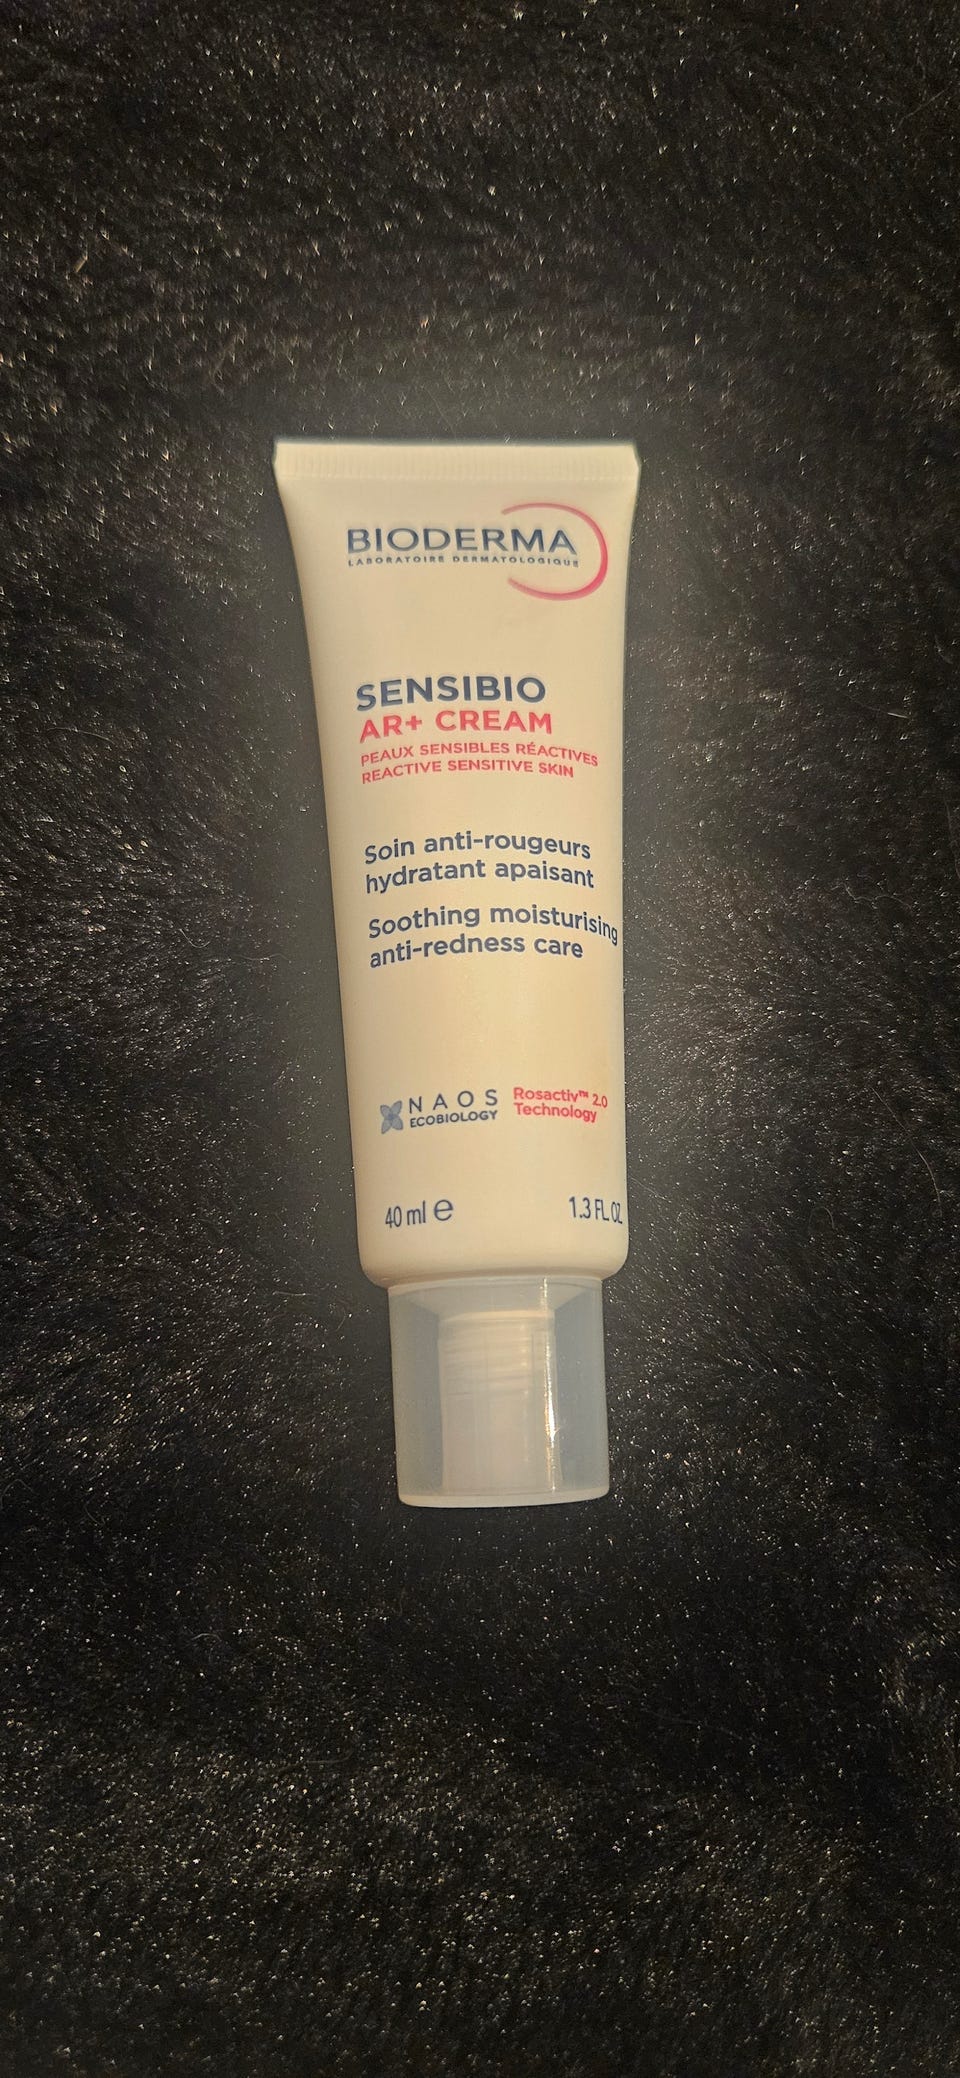 BIODERMA
LABORATOIRE DERMATOLOGIQUE
SENSIBIO
AR+ CREAM
PEAUX SENSIBLES RÉACTIVES
REACTIVE SENSITIVE SKIN
Soin anti-rougeurs
hydratant apaisant
Soothing moisturising
anti-redness care
NAOS
ECOBIOLOGY
Rosactiv™ 2.0
Technology
40 ml ℮
1.3 FL OZ